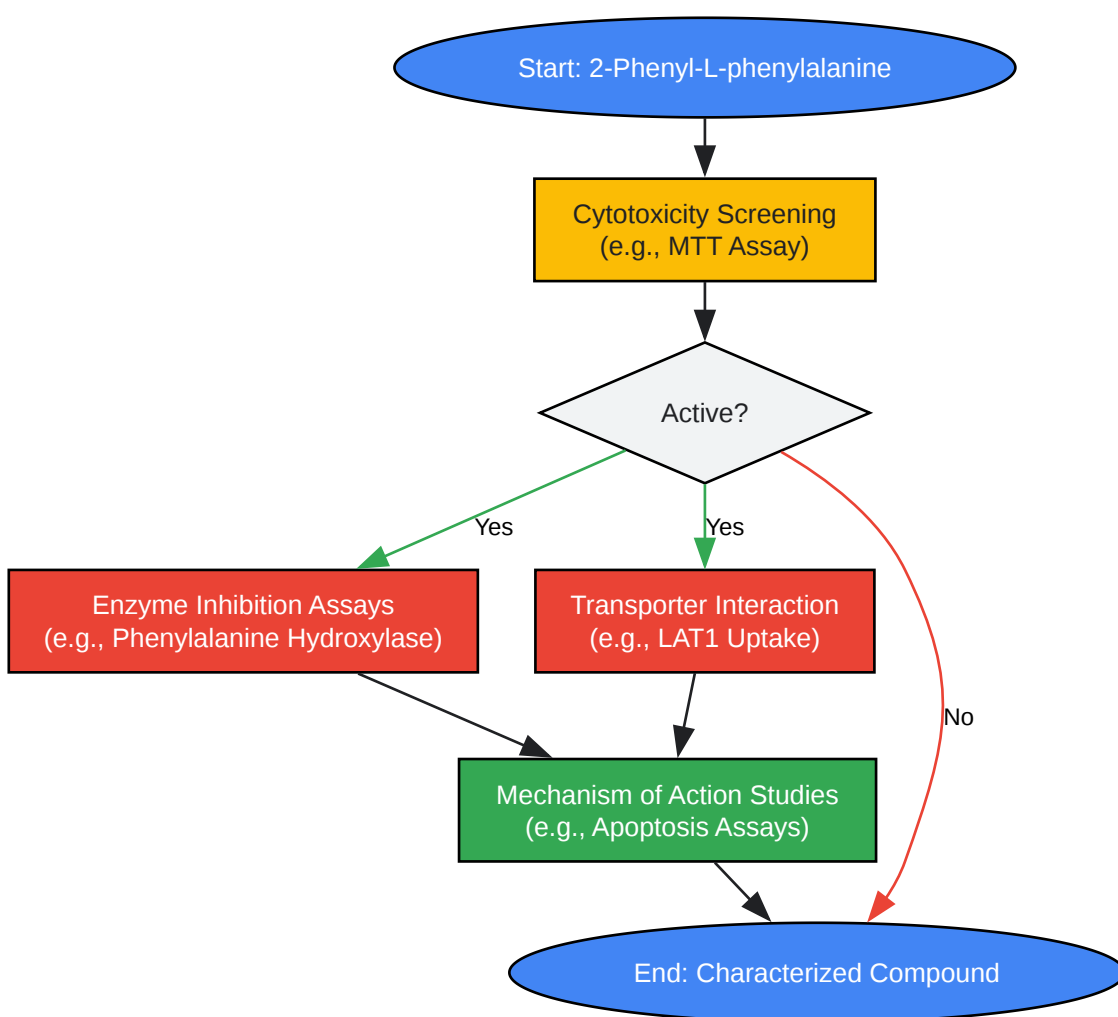 Start: 2-Phenyl-L-phenylalanine
Cytotoxicity Screening
(e.g., MTT Assay)
Active?
Yes
Yes
Enzyme Inhibition Assays
(e.g., Phenylalanine Hydroxylase)
Transporter Interaction
(e.g., LAT1 Uptake)
No
Mechanism of Action Studies
(e.g., Apoptosis Assays)
End: Characterized Compound